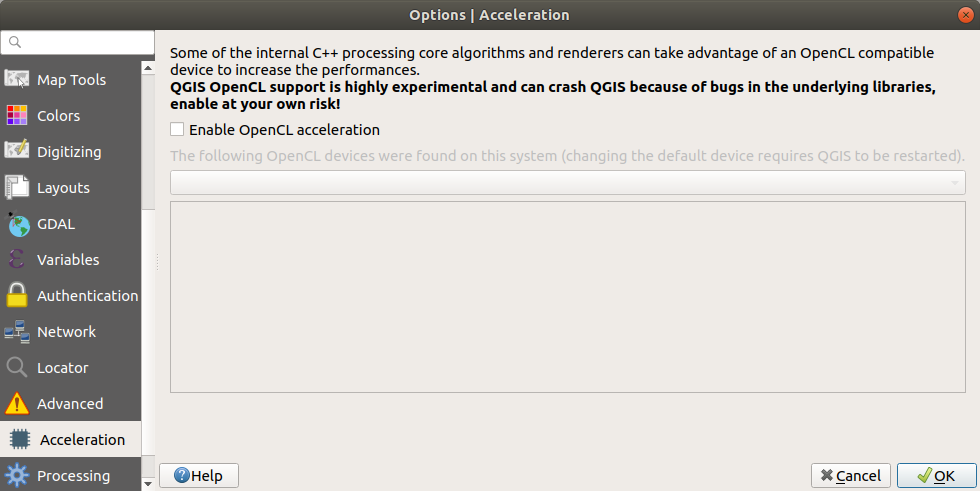 Options | Acceleration
Map Tools
Colors
Digitizing
Layouts
GDAL
Variables
Authentication
Network
Locator
Advanced
Acceleration
Processing
Some of the internal C++ processing core algorithms and renderers can take advantage of an OpenCL compatible
device to increase the performances.
QGIS OpenCL support is highly experimental and can crash QGIS because of bugs in the underlying libraries,
enable at your own risk!
Enable OpenCL acceleration
The following OpenCL devices were found on this system (changing the default device requires QGIS to be restarted).
Help
Cancel
OK